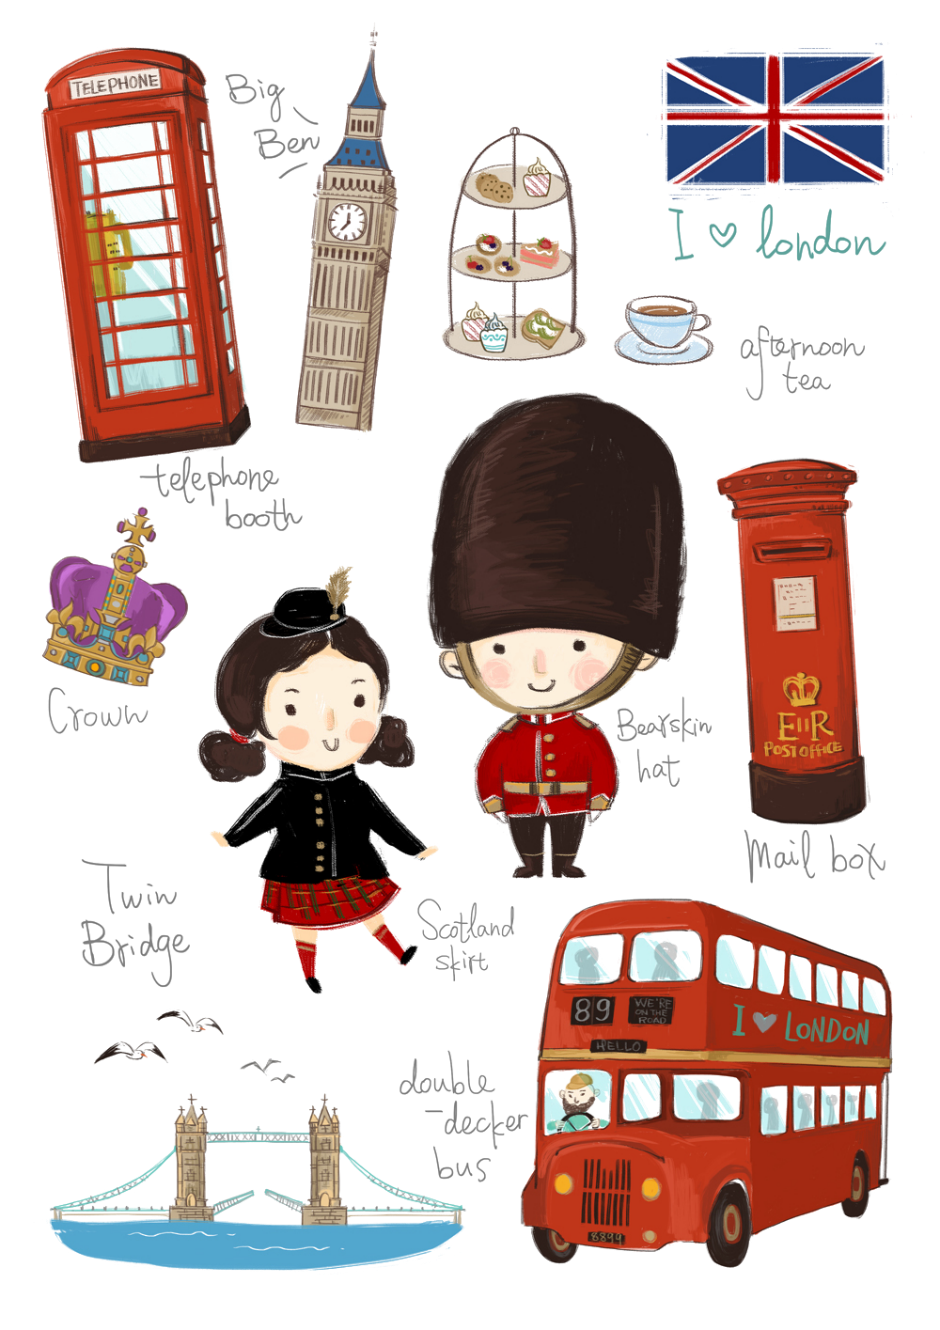 TELEPHONE
Big
Ben
I ♡ london
afternoon
tea
telephone
booth
Crown
Bearskin
hat
EIIR
POST OFFICE
Mail box
Twin
Bridge
Scotland
skirt
89
WE'RE
ON THE
ROAD
I ♥ LONDON
HELLO
double
-decker
bus